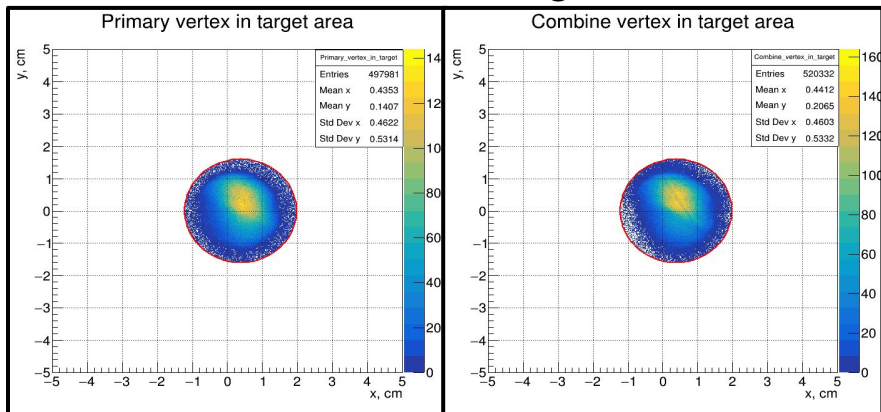 Primary vertex in target area
y, cm
Primary_vertex_in_target
Entries 497981
Mean x 0.4353
Mean y 0.1407
Std Dev x 0.4622
Std Dev y 0.5314
5
4
3
2
1
0
−1
−2
−3
−4
−5
−5 −4 −3 −2 −1 0 1 2 3 4 5
x, cm
100
80
60
40
20
0
Combine vertex in target area
y, cm
Combine_vertex_in_target
Entries 520332
Mean x 0.4412
Mean y 0.2065
Std Dev x 0.4603
Std Dev y 0.5332
5
4
3
2
1
0
−1
−2
−3
−4
−5
−5 −4 −3 −2 −1 0 1 2 3 4 5
x, cm
160
140
120
100
80
60
40
20
0